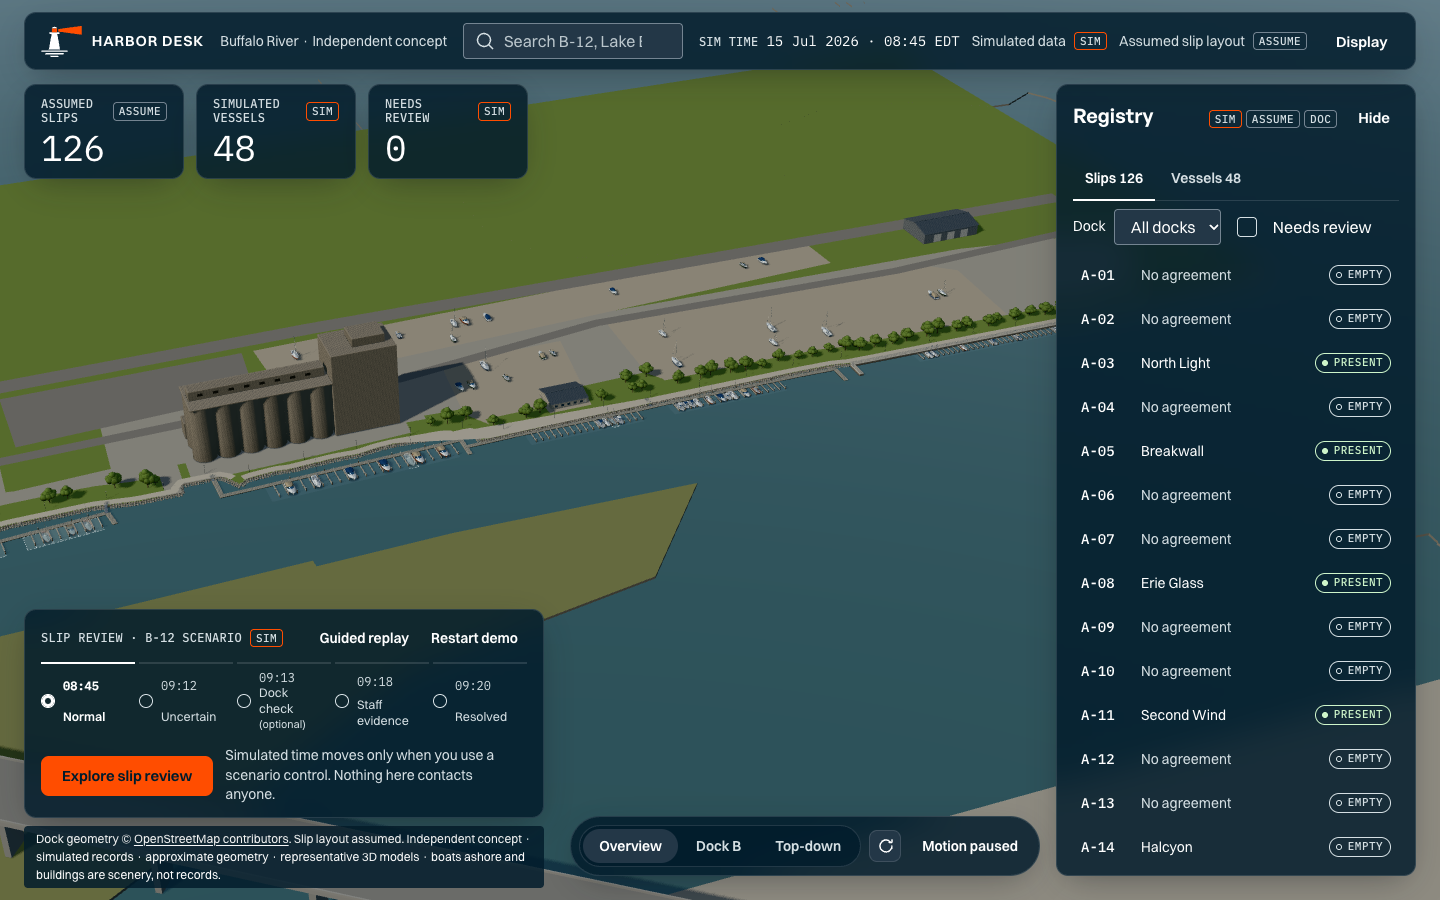 HARBOR DESK
Buffalo River · Independent concept
SIM TIME 15 Jul 2026 · 08:45 EDT
Simulated data SIM
Assumed slip layout ASSUME
Display
Search B-12, Lake
ASSUMED
SLIPS
ASSUME
126
SIMULATED
VESSELS
SIM
48
NEEDS
REVIEW
SIM
0
Registry
SIM ASSUME DOC
Hide
Slips 126
Vessels 48
Dock
All docks
Needs review
A-01 No agreement EMPTY
A-02 No agreement EMPTY
A-03 North Light PRESENT
A-04 No agreement EMPTY
A-05 Breakwall PRESENT
A-06 No agreement EMPTY
A-07 No agreement EMPTY
A-08 Erie Glass PRESENT
A-09 No agreement EMPTY
A-10 No agreement EMPTY
A-11 Second Wind PRESENT
A-12 No agreement EMPTY
A-13 No agreement EMPTY
A-14 Halcyon EMPTY
SLIP REVIEW · B-12 SCENARIO SIM
Guided replay
Restart demo
08:45
Normal
09:12
Uncertain
09:13
Dock
check
(optional)
09:18
Staff
evidence
09:20
Resolved
Explore slip review
Simulated time moves only when you use a
scenario control. Nothing here contacts
anyone.
Dock geometry © OpenStreetMap contributors. Slip layout assumed. Independent concept ·
simulated records · approximate geometry · representative 3D models · boats ashore and
buildings are scenery, not records.
Overview
Dock B
Top-down
Motion paused